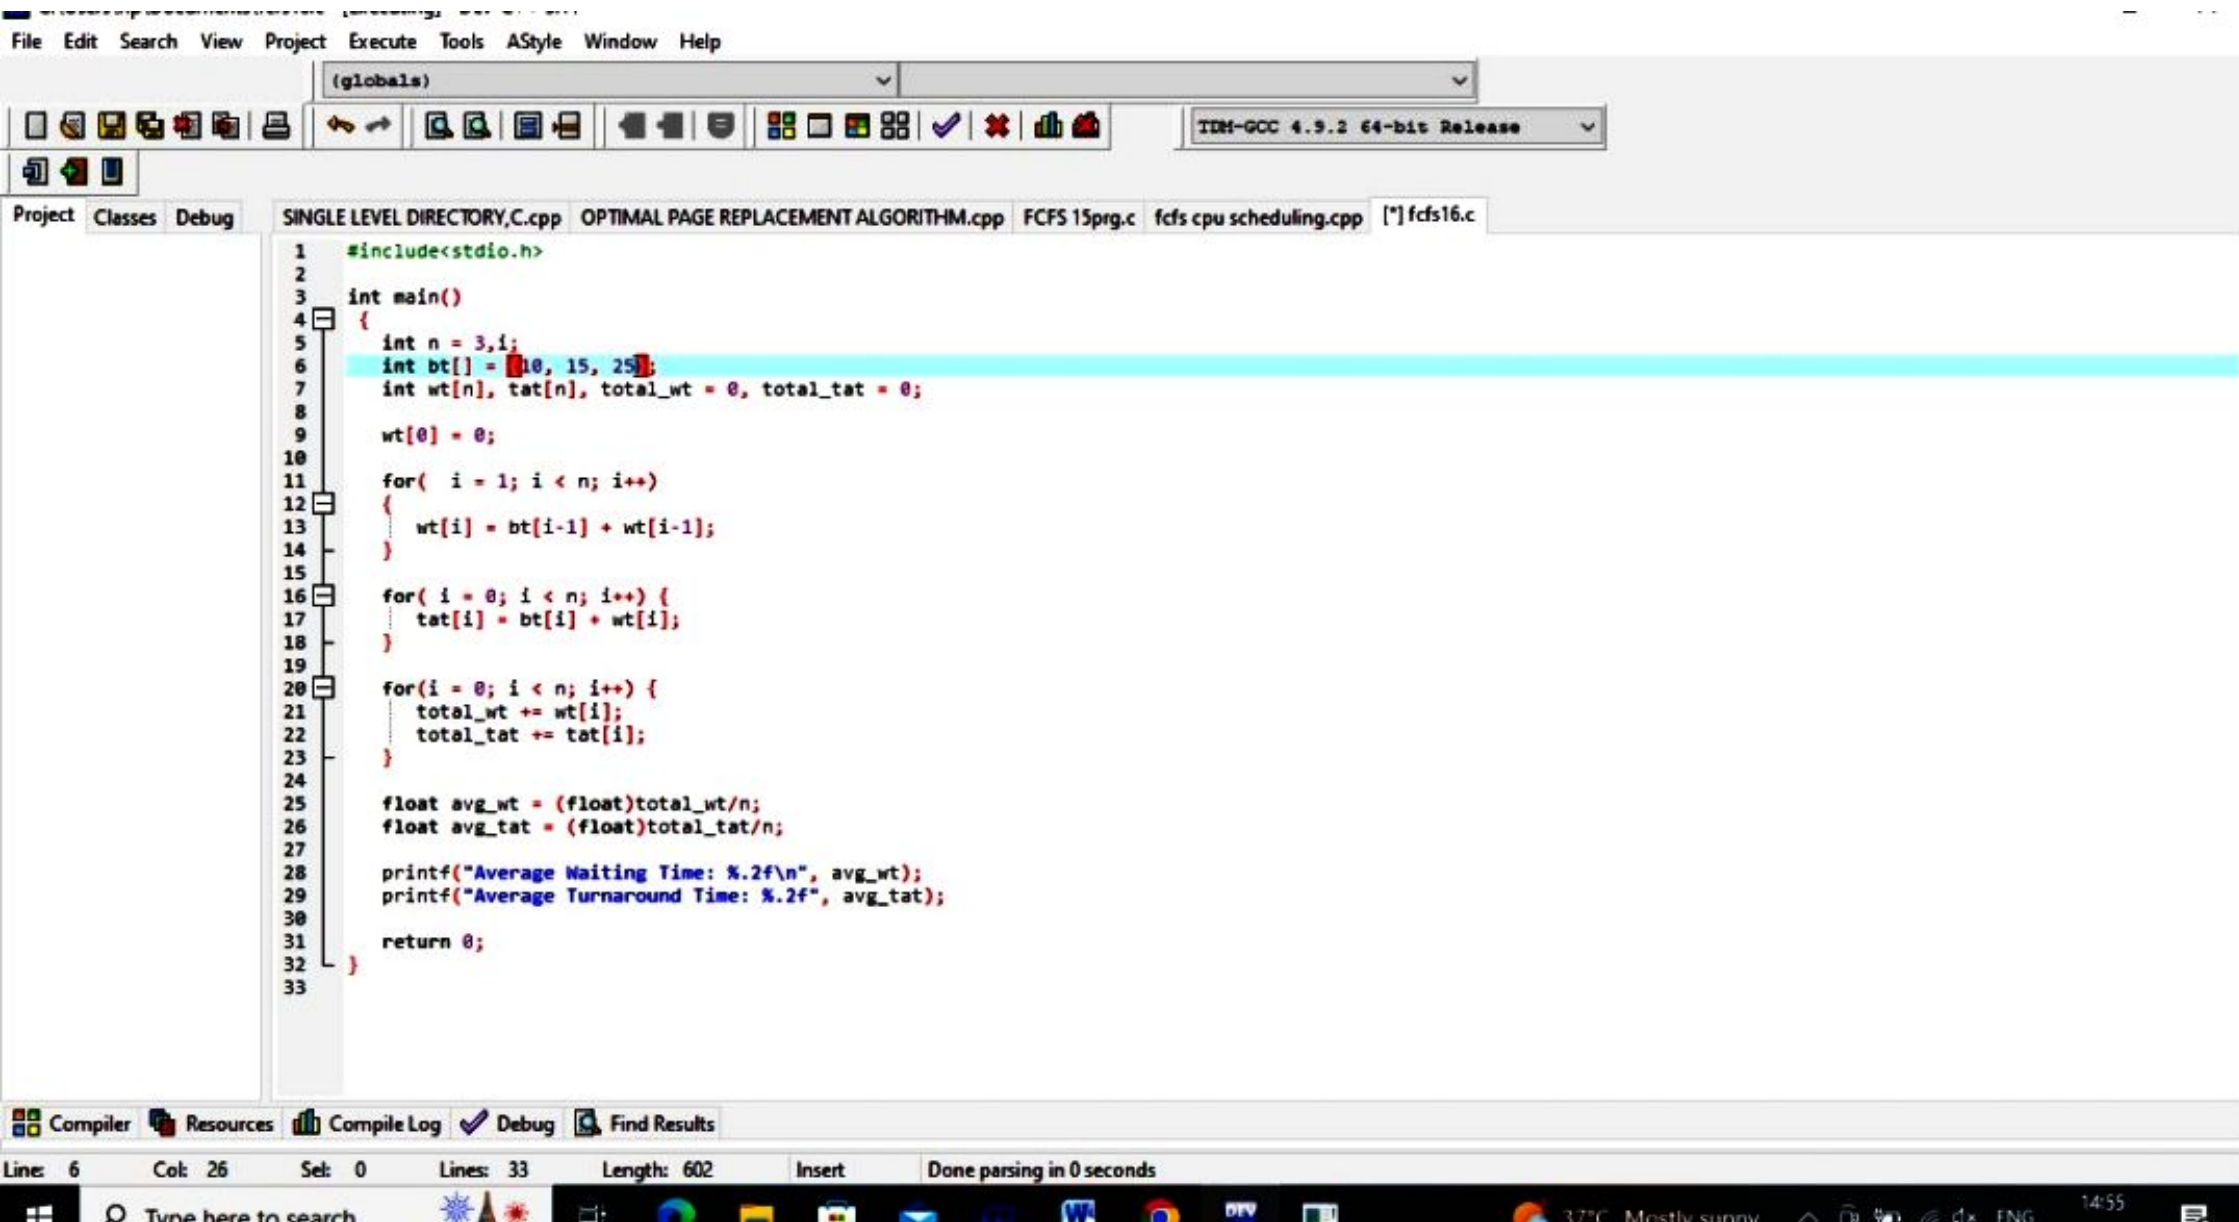 File Edit Search View Project Execute Tools AStyle Window Help
(globals)
TDM-GCC 4.9.2 64-bit Release
Project Classes Debug
SINGLE LEVEL DIRECTORY,C.cpp OPTIMAL PAGE REPLACEMENT ALGORITHM.cpp FCFS 15prg.c fcfs cpu scheduling.cpp [*] fcfs16.c
1 #include<stdio.h>
2
3 int main()
4 {
5 int n = 3,i;
6 int bt[] = {10, 15, 25};
7 int wt[n], tat[n], total_wt = 0, total_tat = 0;
8
9 wt[0] = 0;
10
11 for( i = 1; i < n; i++)
12 {
13 wt[i] = bt[i-1] + wt[i-1];
14 }
15
16 for( i = 0; i < n; i++) {
17 tat[i] = bt[i] + wt[i];
18 }
19
20 for(i = 0; i < n; i++) {
21 total_wt += wt[i];
22 total_tat += tat[i];
23 }
24
25 float avg_wt = (float)total_wt/n;
26 float avg_tat = (float)total_tat/n;
27
28 printf("Average Waiting Time: %.2f\n", avg_wt);
29 printf("Average Turnaround Time: %.2f", avg_tat);
30
31 return 0;
32 }
33
Compiler Resources Compile Log Debug Find Results
Line: 6 Col: 26 Sel: 0 Lines: 33 Length: 602 Insert Done parsing in 0 seconds
Type here to search DEV 37°C Mostly sunny ENG 14:55